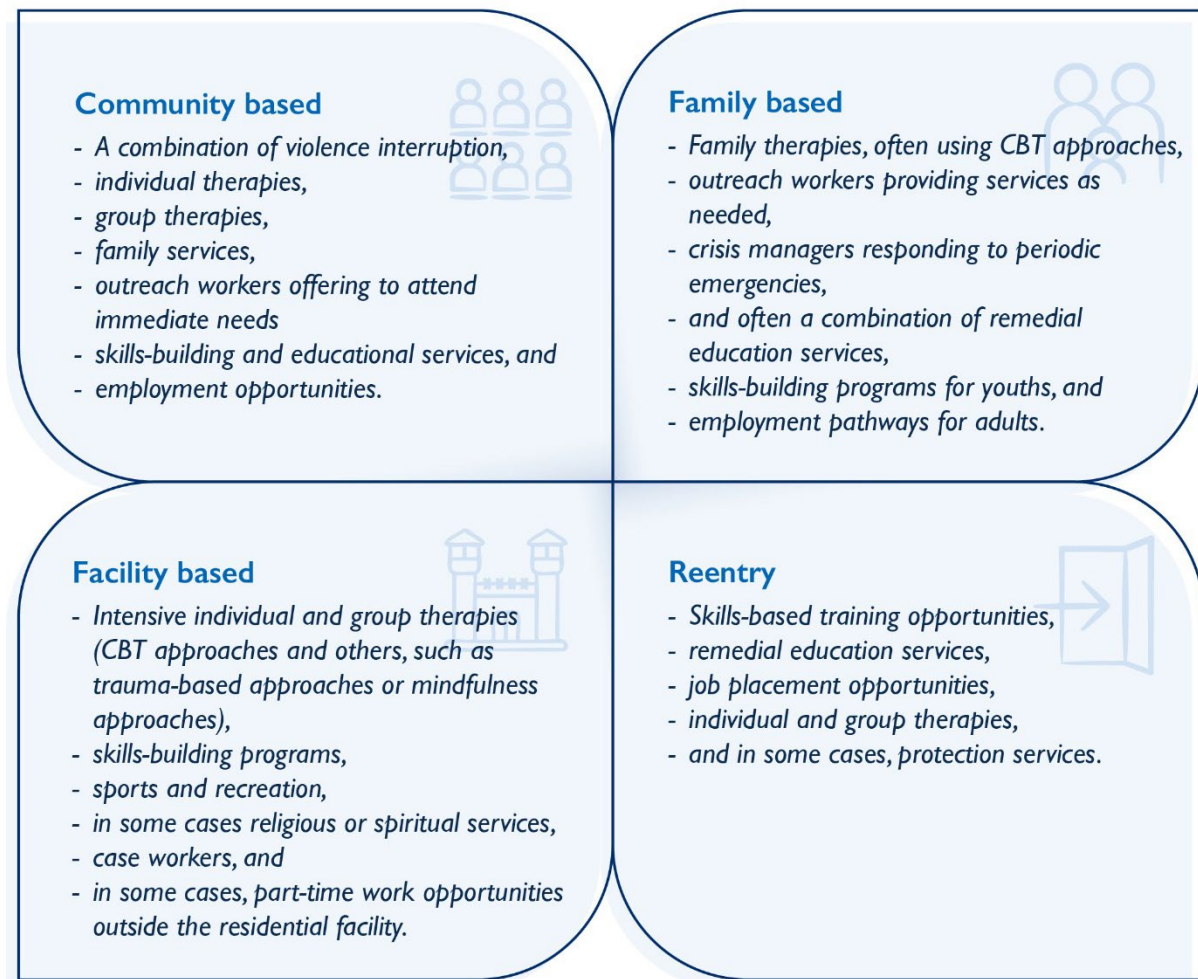 Community based
- A combination of violence interruption,
- individual therapies,
- group therapies,
- family services,
- outreach workers offering to attend
immediate needs
- skills-building and educational services, and
- employment opportunities.
Family based
- Family therapies, often using CBT approaches,
- outreach workers providing services as
needed,
- crisis managers responding to periodic
emergencies,
- and often a combination of remedial
education services,
- skills-building programs for youths, and
- employment pathways for adults.
Facility based
- Intensive individual and group therapies
(CBT approaches and others, such as
trauma-based approaches or mindfulness
approaches),
- skills-building programs,
- sports and recreation,
- in some cases religious or spiritual services,
- case workers, and
- in some cases, part-time work opportunities
outside the residential facility.
Reentry
- Skills-based training opportunities,
- remedial education services,
- job placement opportunities,
- individual and group therapies,
- and in some cases, protection services.